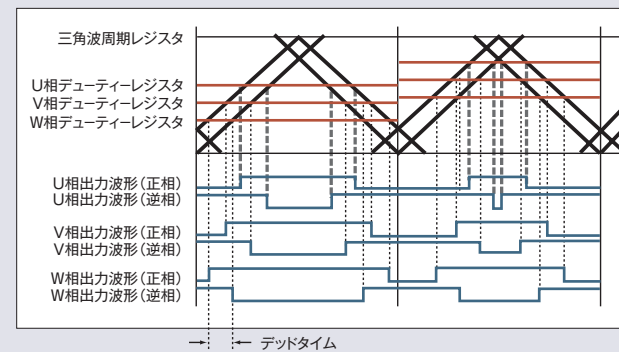 三角波周期レジスタ
U相デューティーレジスタ
V相デューティーレジスタ
W相デューティーレジスタ
U相出力波形(正相)
U相出力波形(逆相)
V相出力波形(正相)
V相出力波形(逆相)
W相出力波形(正相)
W相出力波形(逆相)
デッドタイム